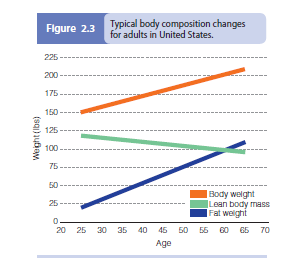 Figure 2.3
Typical body composition changes
for adults in United States.
225
200
175
150
125
100
75
50
25
0
Weight (lbs)
Body weight
Lean body mass
Fat weight
20 25 30 35 40 45 50 55 60 65 70
Age